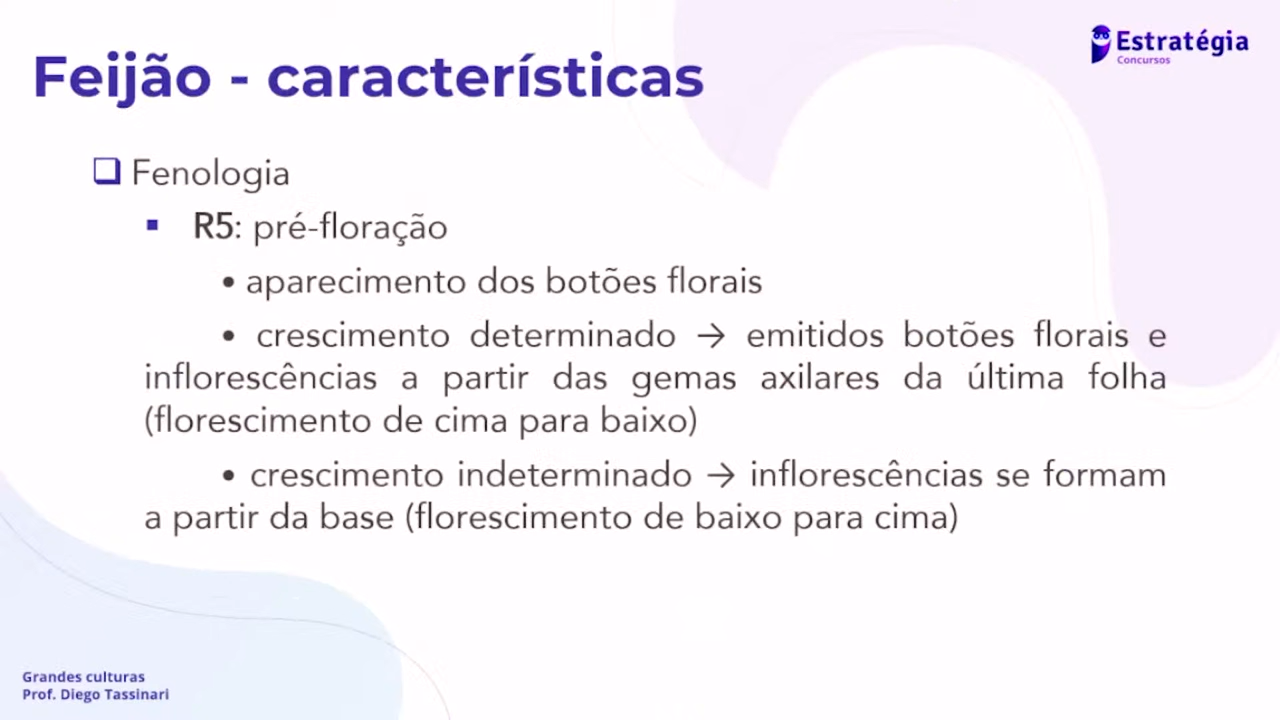 Estratégia
Concursos
Feijão - características
❑ Fenologia
▪ R5: pré-floração
• aparecimento dos botões florais
• crescimento determinado → emitidos botões florais e
inflorescências a partir das gemas axilares da última folha
(florescimento de cima para baixo)
• crescimento indeterminado → inflorescências se formam
a partir da base (florescimento de baixo para cima)
Grandes culturas
Prof. Diego Tassinari